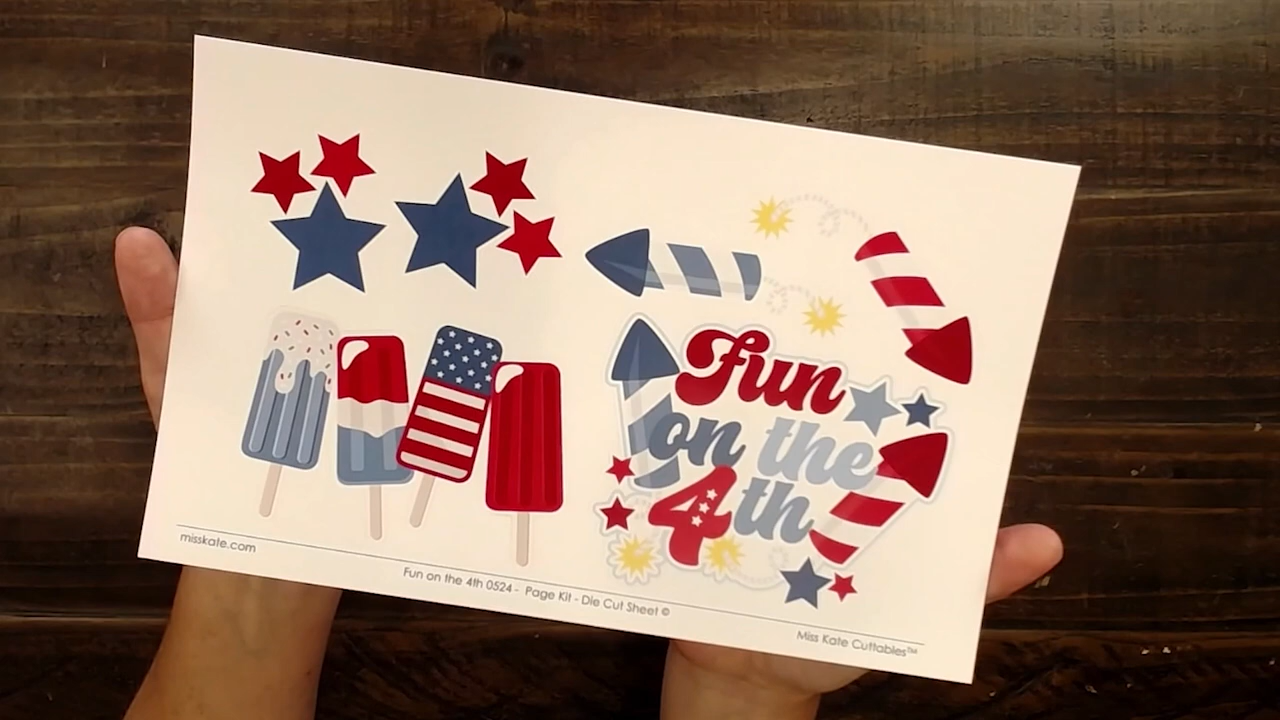 Fun
on the
4th
misskate.com
Fun on the 4th 0524 - Page Kit - Die Cut Sheet ©
Miss Kate Cuttables™